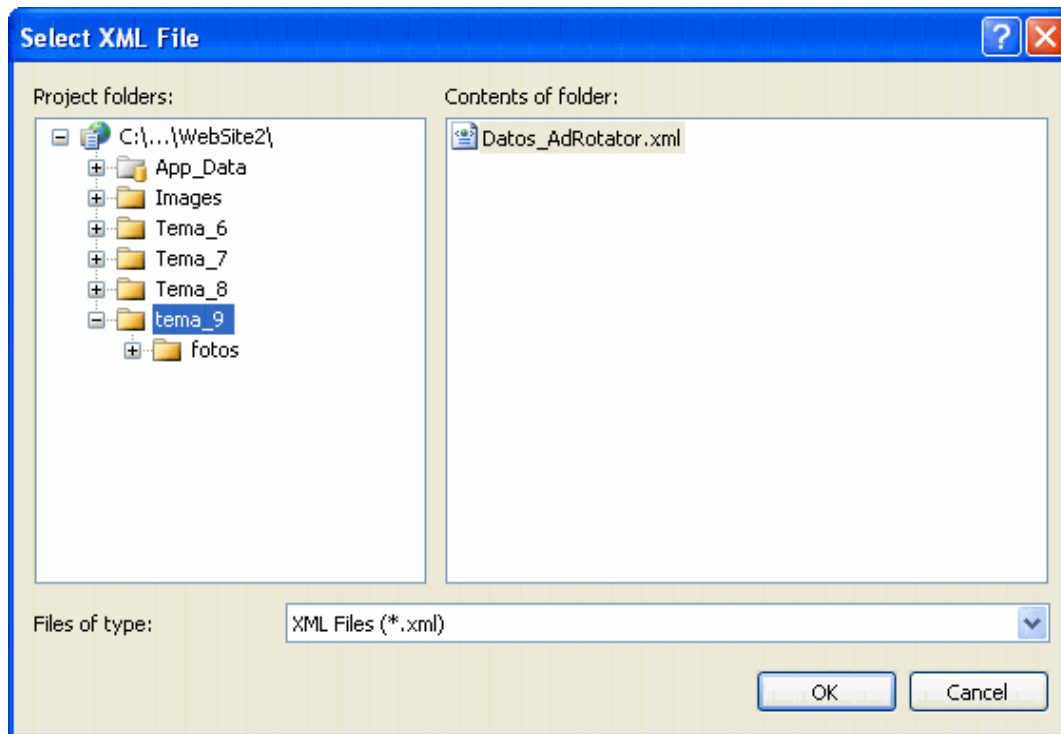 Select XML File
Project folders:
Contents of folder:
C:\...\WebSite2\
App_Data
Images
Tema_6
Tema_7
Tema_8
tema_9
fotos
Datos_AdRotator.xml
Files of type:
XML Files (*.xml)
OK
Cancel